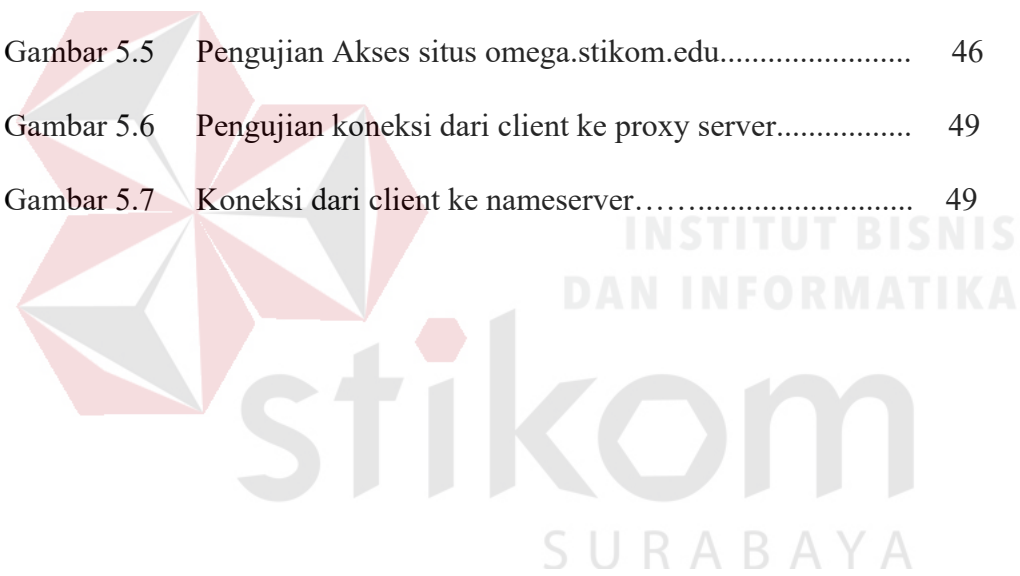 Gambar 5.5 Pengujian Akses situs omega.stikom.edu....................... 46
Gambar 5.6 Pengujian koneksi dari client ke proxy server................. 49
Gambar 5.7 Koneksi dari client ke nameserver……........................... 49
INSTITUT BISNIS
DAN INFORMATIKA
stikom
SURABAYA